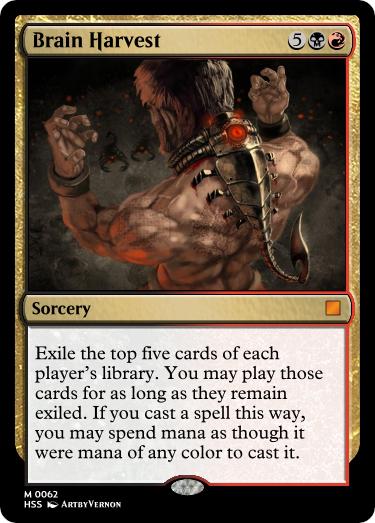 Brain Harvest 5
Sorcery
Exile the top five cards of each
player's library. You may play those
cards for as long as they remain
exiled. If you cast a spell this way,
you may spend mana as though it
were mana of any color to cast it.
M 0062
HSS ArtbyVernon